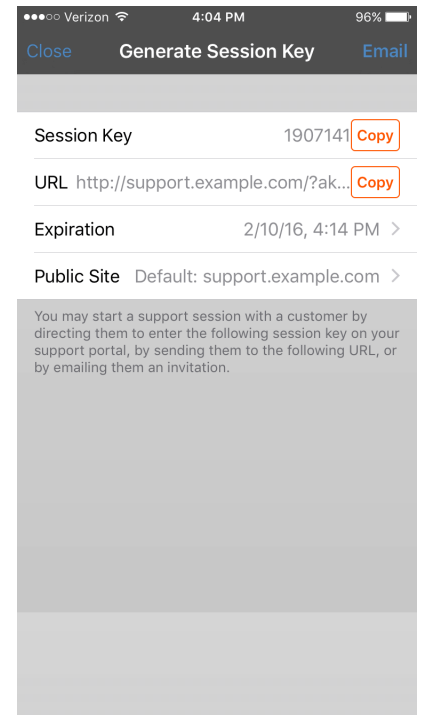 Verizon 4:04 PM 96%
Close Generate Session Key Email
Session Key 1907141 Copy
URL http://support.example.com/?ak... Copy
Expiration 2/10/16, 4:14 PM
Public Site Default: support.example.com
You may start a support session with a customer by
directing them to enter the following session key on your
support portal, by sending them to the following URL, or
by emailing them an invitation.